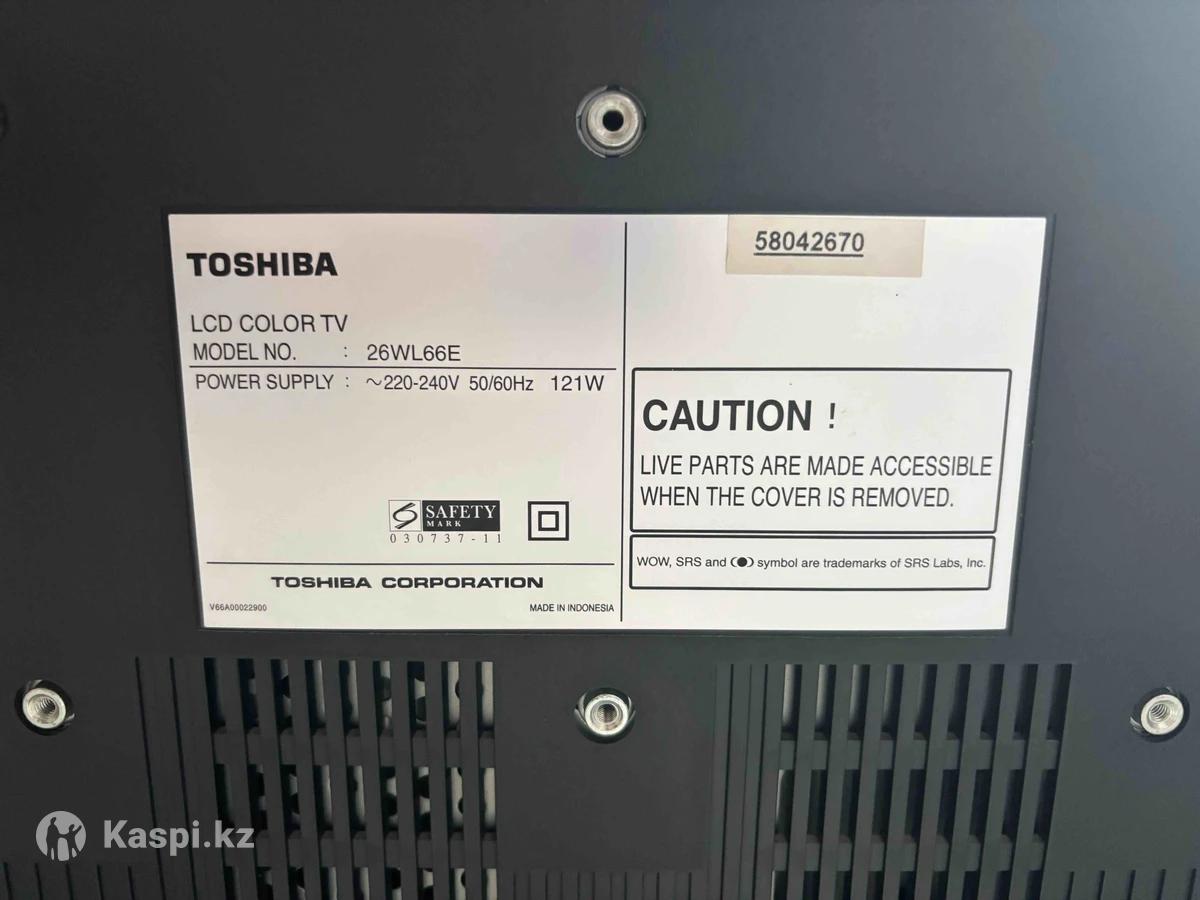 TOSHIBA
LCD COLOR TV
MODEL NO. : 26WL66E
POWER SUPPLY : ~220-240V 50/60Hz 121W
SAFETY
MARK
030737-11
TOSHIBA CORPORATION
V66A00022900
MADE IN INDONESIA
58042670
CAUTION !
LIVE PARTS ARE MADE ACCESSIBLE
WHEN THE COVER IS REMOVED.
WOW, SRS and (●) symbol are trademarks of SRS Labs, Inc.
Kaspi.kz